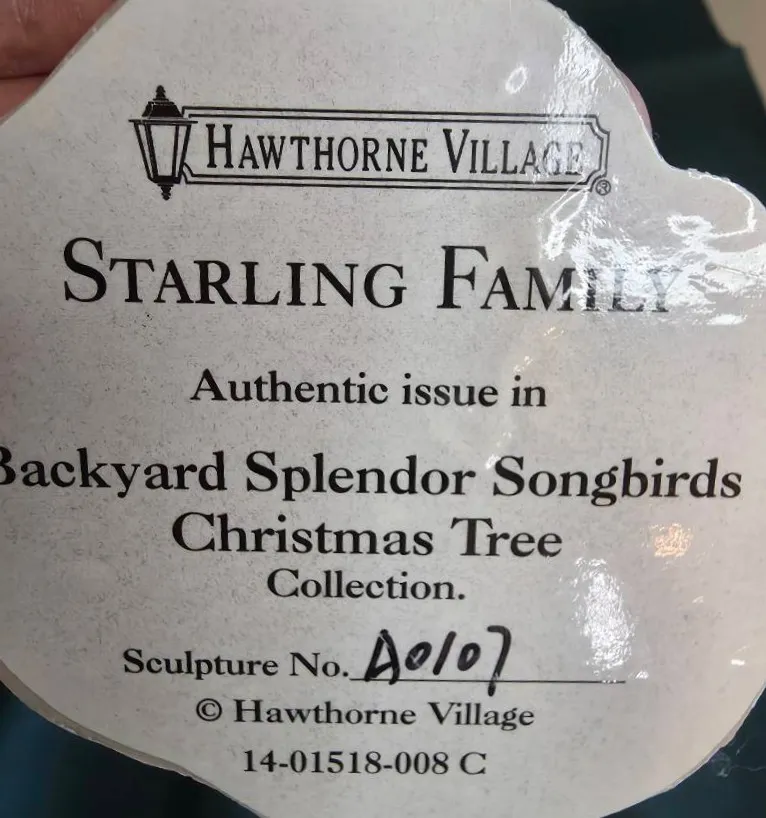 HAWTHORNE VILLAGE ®
STARLING FAMILY
Authentic issue in
Backyard Splendor Songbirds
Christmas Tree
Collection.
Sculpture No. A0107
© Hawthorne Village
14-01518-008 C